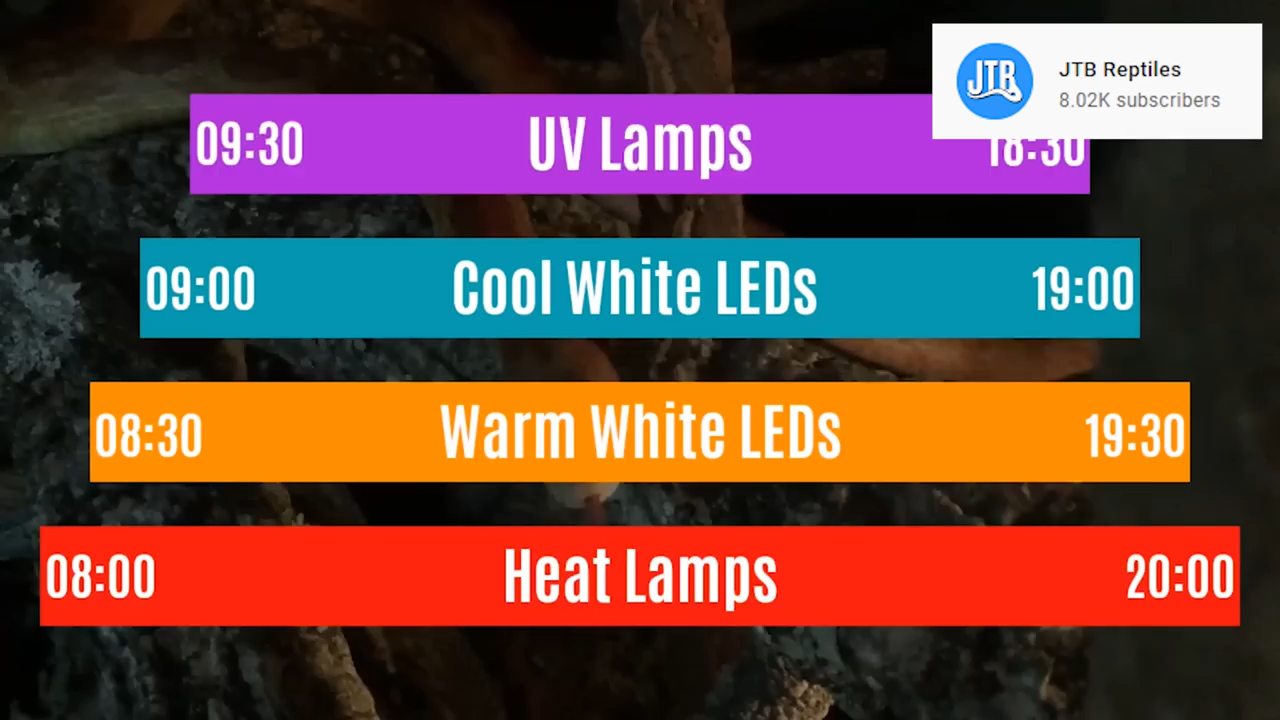 JTB
JTB Reptiles
8.02K subscribers
09:30 UV Lamps 18:30
09:00 Cool White LEDs 19:00
08:30 Warm White LEDs 19:30
08:00 Heat Lamps 20:00